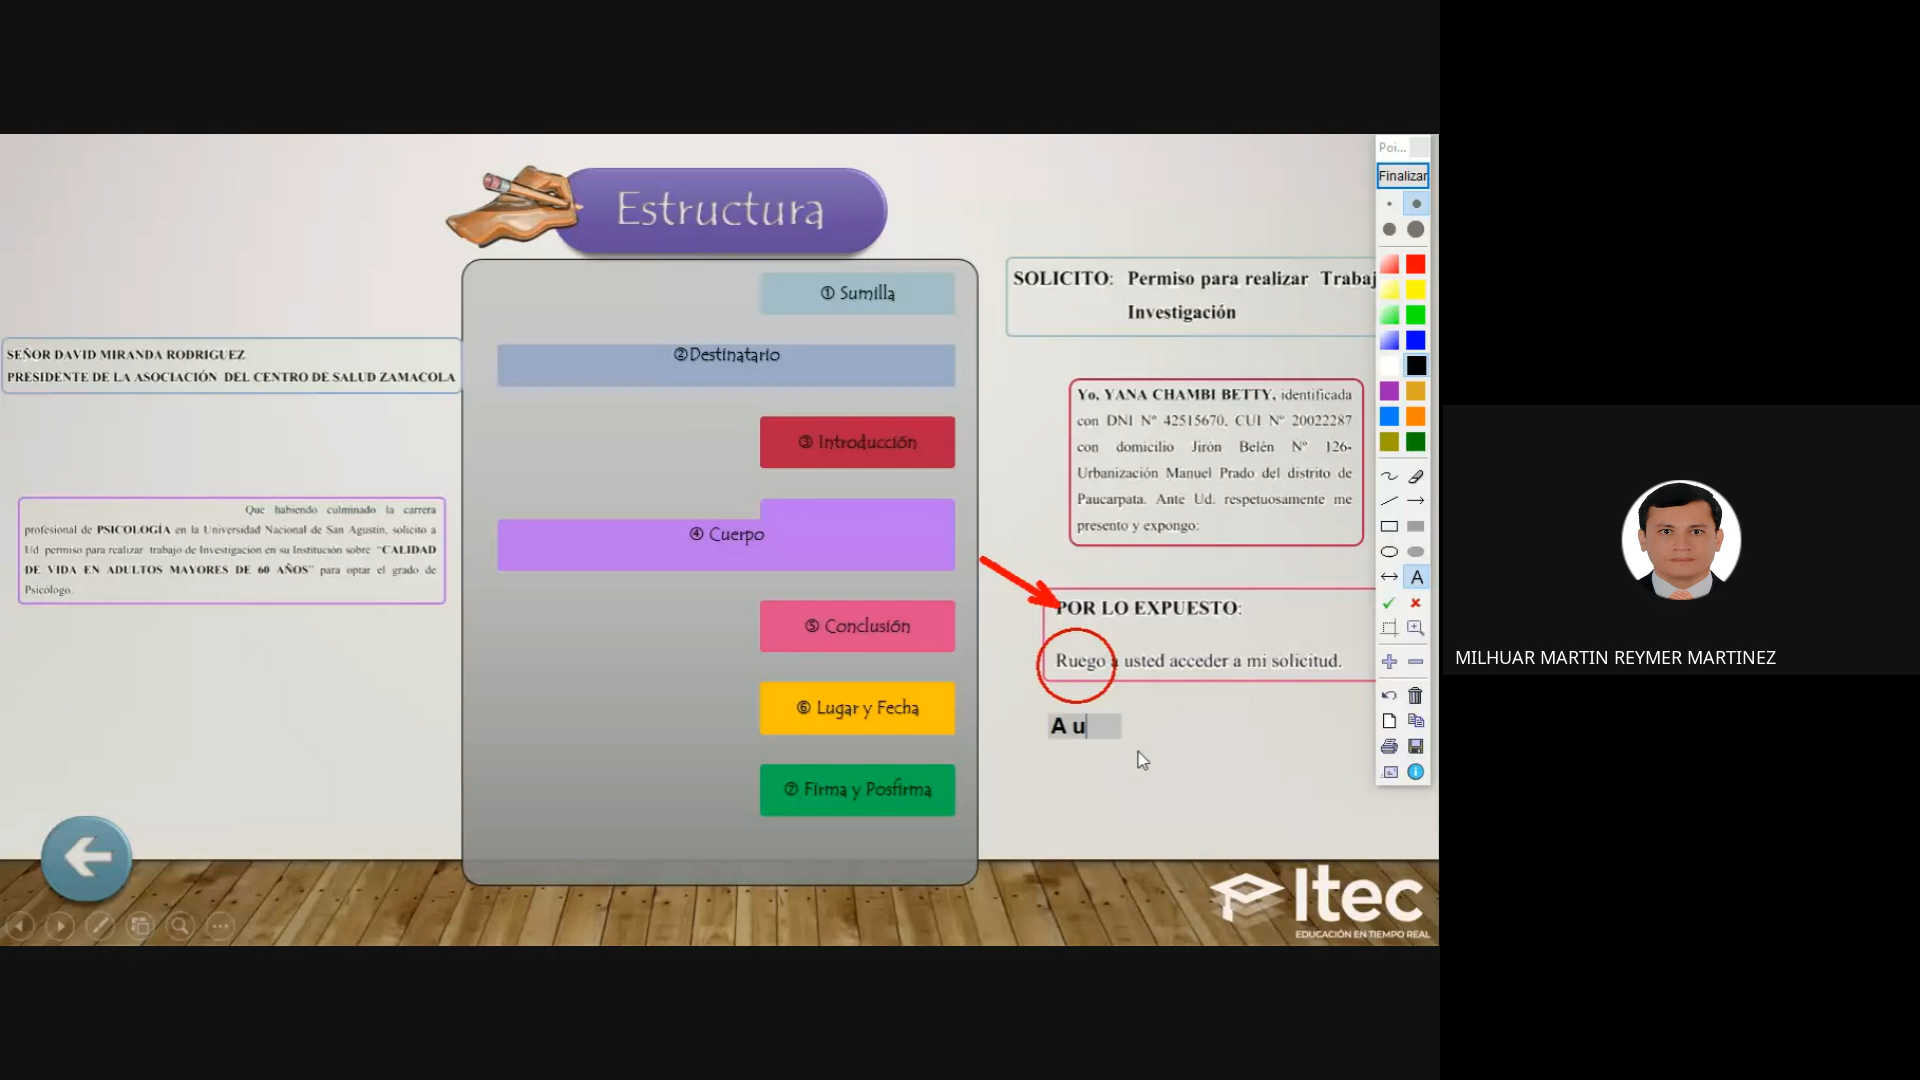 Estructura
① Sumilla
②Destinatario
③ Introducción
④ Cuerpo
⑤ Conclusión
⑥ Lugar y Fecha
⑦ Firma y Posfirma
SEÑOR DAVID MIRANDA RODRIGUEZ
PRESIDENTE DE LA ASOCIACIÓN DEL CENTRO DE SALUD ZAMACOLA
Que habiendo culminado la carrera
profesional de PSICOLOGÍA en la Universidad Nacional de San Agustin, solicito a
Ud permiso para realizar trabajo de Investigación en su Institución sobre "CALIDAD
DE VIDA EN ADULTOS MAYORES DE 60 AÑOS" para optar el grado de
Psicólogo.
SOLICITO: Permiso para realizar Trabaj
Investigación
Yo, YANA CHAMBI BETTY, identificada
con DNI Nº 42515670, CUI Nº 20022287
con domicilio Jirón Belén Nº 126-
Urbanización Manuel Prado del distrito de
Paucarpata. Ante Ud. respetuosamente me
presento y expongo:
POR LO EXPUESTO:
Ruego a usted acceder a mi solicitud.
A u
Poi...
Finalizar
A
Itec
EDUCACIÓN EN TIEMPO REAL
MILHUAR MARTIN REYMER MARTINEZ